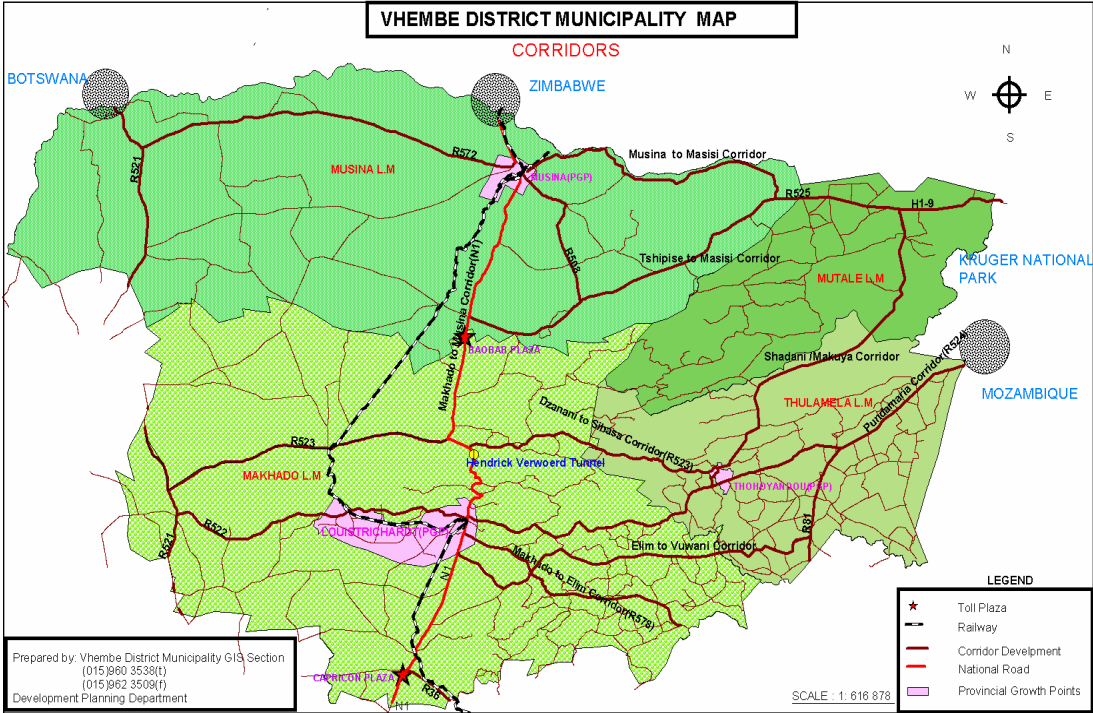 VHEMBE DISTRICT MUNICIPALITY MAP
CORRIDORS
BOTSWANA
ZIMBABWE
N
W
E
S
R572
Musina to Masisi Corridor
R521
MUSINA L.M
MUSINA(PGP)
R525
H1-9
R508
Tshipise to Masisi Corridor
MUTALE L.M
KRUGER NATIONAL
PARK
Makhado to Musina Corridor(N1)
BAOBAB PLAZA
Shadani /Makuya Corridor
Pundamaria Corridor(R524)
MOZAMBIQUE
THULAMELA L.M
Dzanani to Sibasa Corridor(R523)
R523
Hendrick Verwoerd Tunnel
MAKHADO L.M
THOHOYANDOU(PGP)
R522
LOUISTRICHARDT(PGP)
R81
R521
Elim to Vuwani Corridor
Makhado to Elim Corridor(R578)
N1
CAPRICON PLAZA
R36
N1
LEGEND
Toll Plaza
Railway
Corridor Develpment
National Road
Provincial Growth Points
SCALE : 1: 616 878
Prepared by: Vhembe District Municipality GIS Section
(015)960 3538(t)
(015)962 3509(f)
Development Planning Department